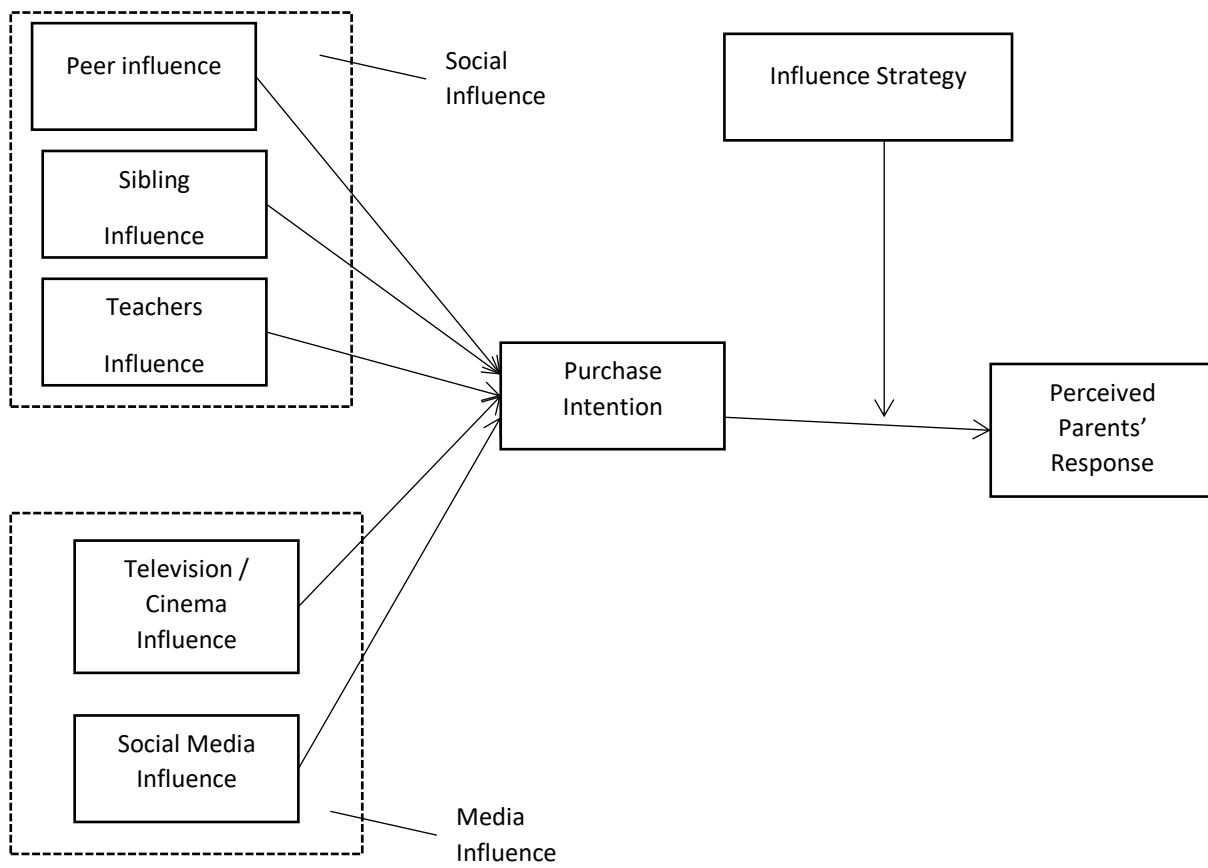 Peer influence
Social
Influence
Influence Strategy
Sibling
Influence
Teachers
Influence
Purchase
Intention
Perceived
Parents’
Response
Television /
Cinema
Influence
Social Media
Influence
Media
Influence